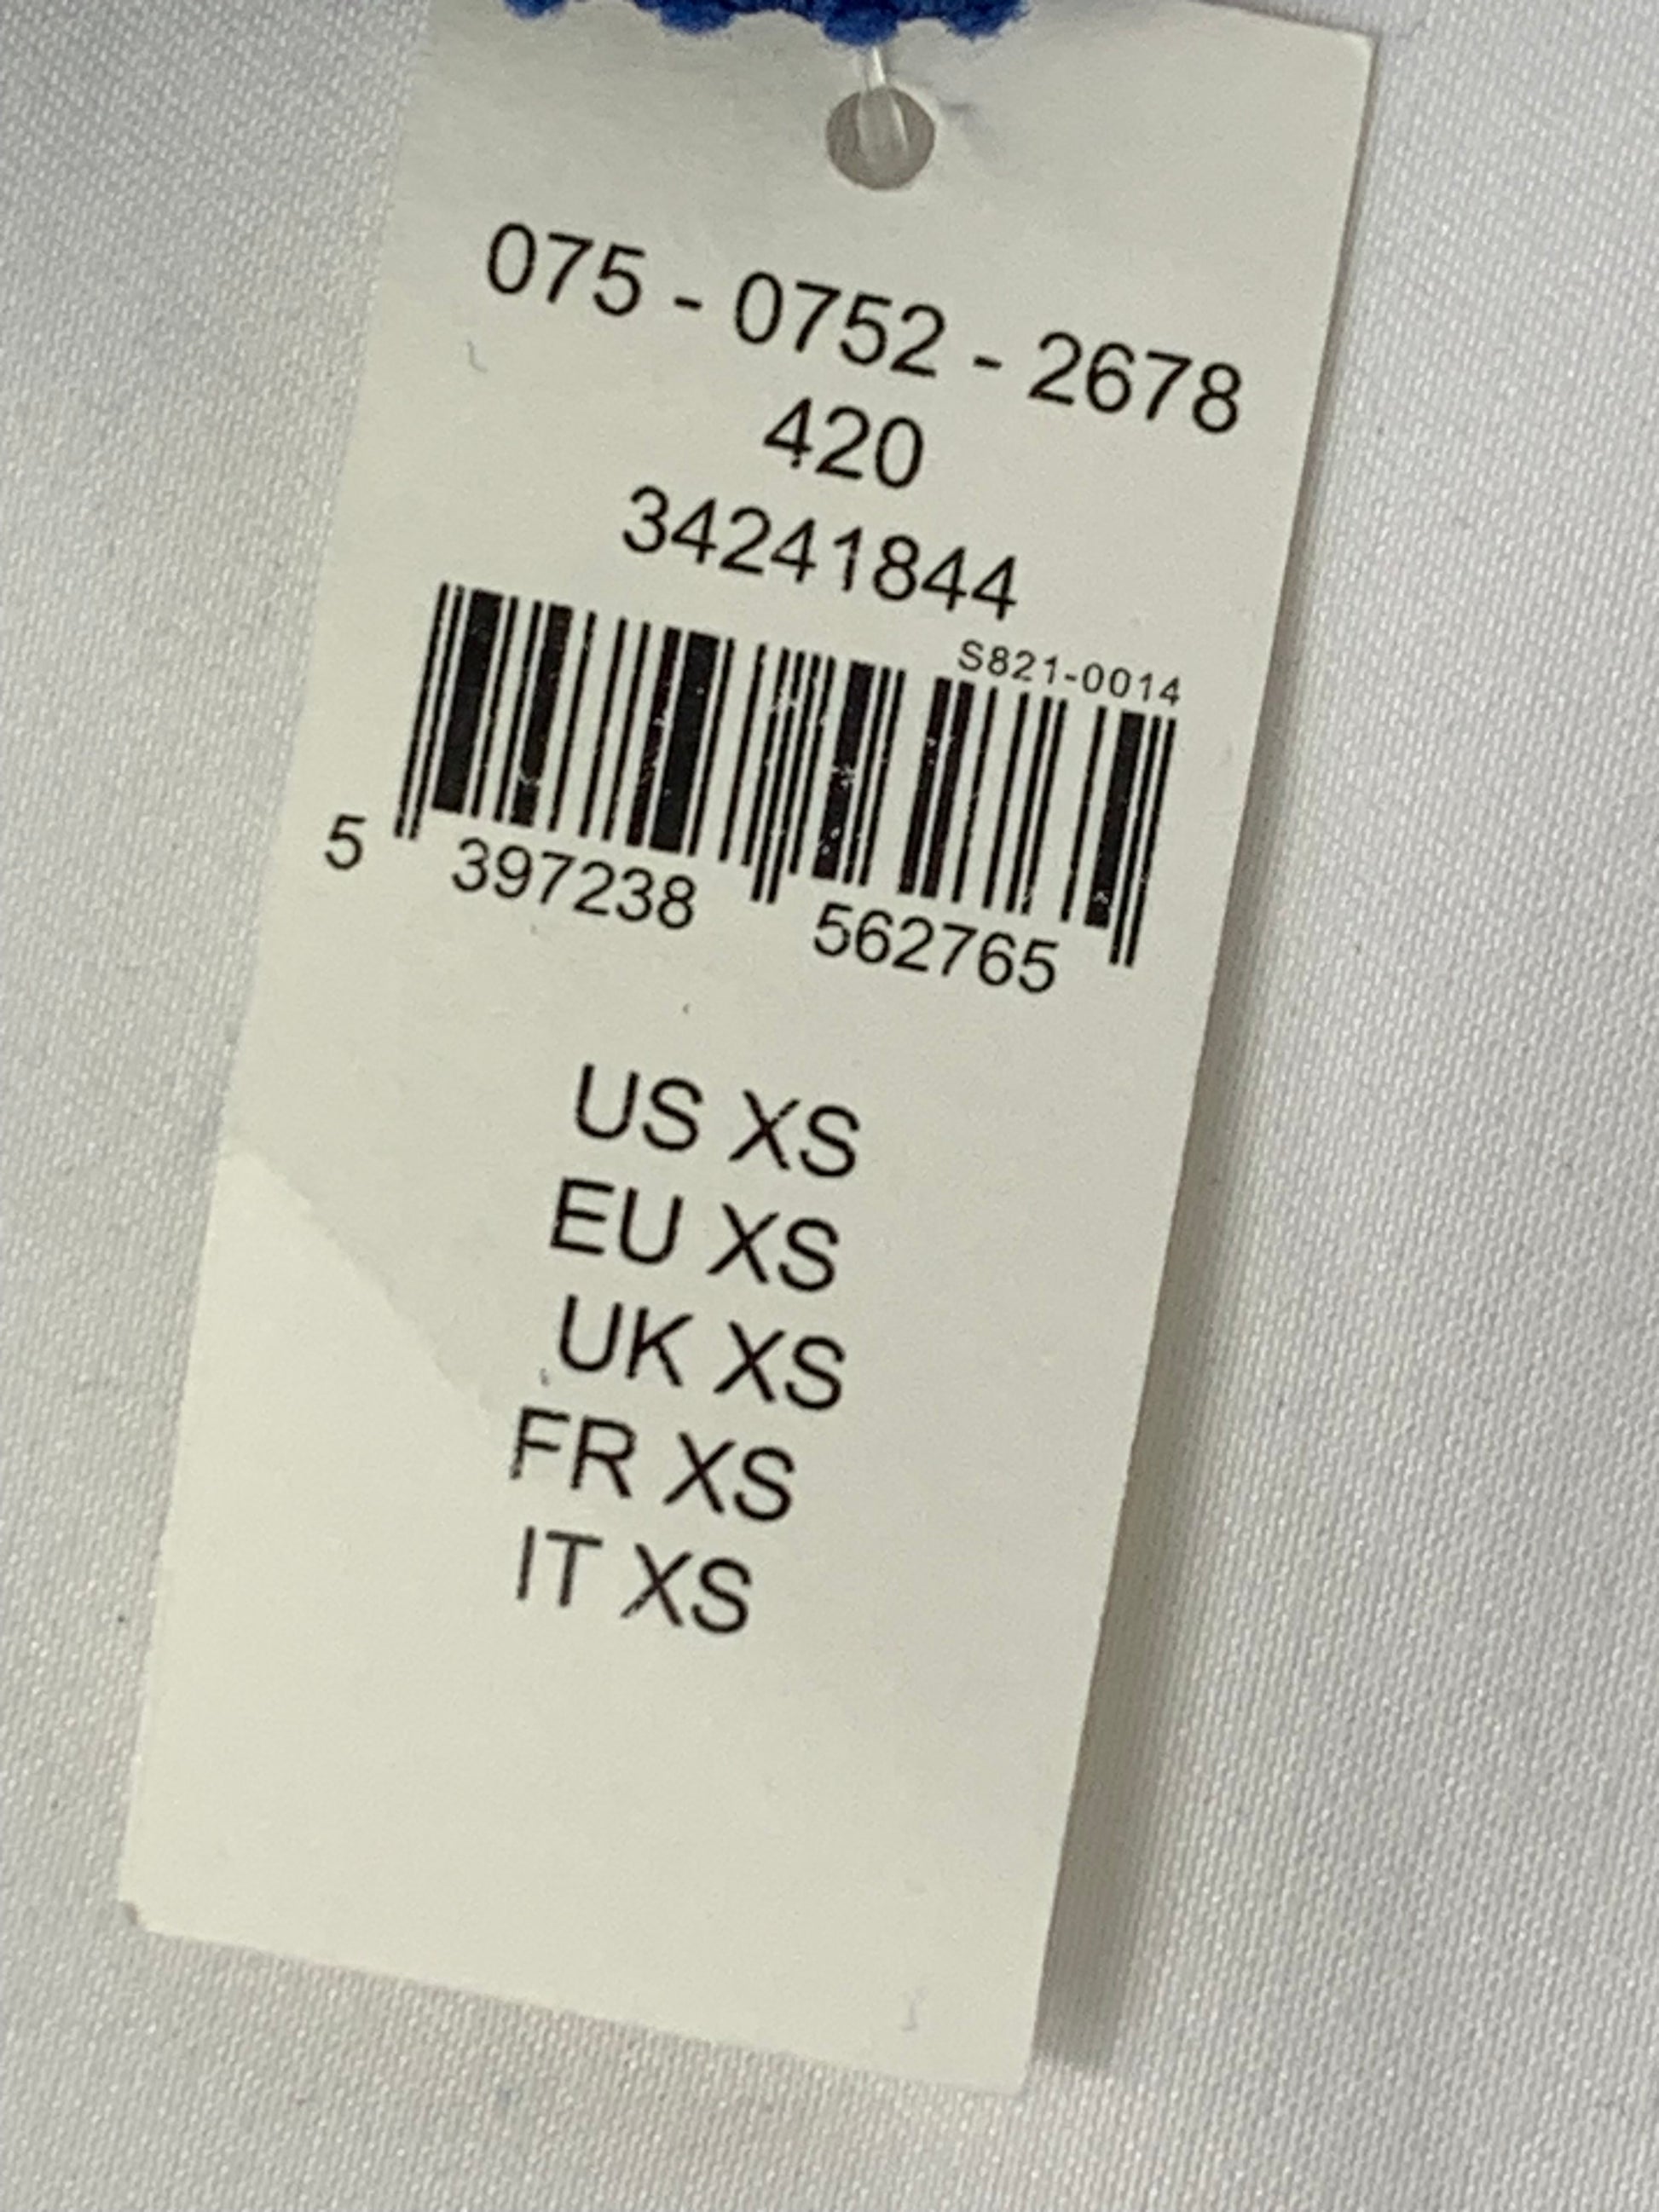 075 - 0752 - 2678
420
34241844
S821-0014
5 397238 562765
US XS
EU XS
UK XS
FR XS
IT XS